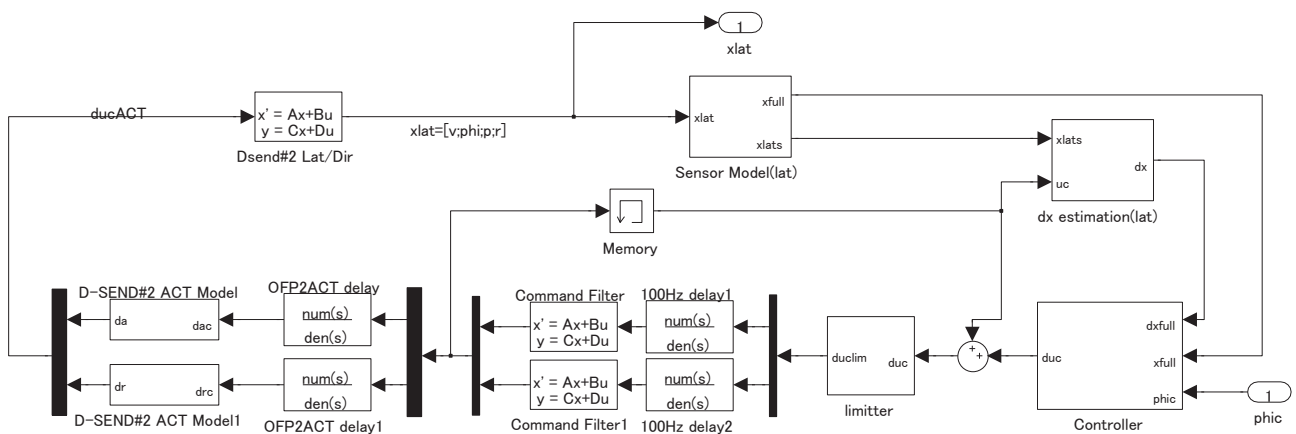 1
xlat
ducACT
x' = Ax+Bu
y = Cx+Du
Dsend#2 Lat/Dir
xlat=[v;phi;p;r]
xlat
xfull
xlats
Sensor Model(lat)
xlats
uc
dx
dx estimation(lat)
Memory
D-SEND#2 ACT Model
da
dac
OFP2ACT delay
num(s)
den(s)
Command Filter
x' = Ax+Bu
y = Cx+Du
100Hz delay1
num(s)
den(s)
dr
drc
D-SEND#2 ACT Model1
num(s)
den(s)
OFP2ACT delay1
x' = Ax+Bu
y = Cx+Du
Command Filter1
num(s)
den(s)
100Hz delay2
duclim
duc
limitter
+
+
duc
dxfull
xfull
phic
Controller
1
phic